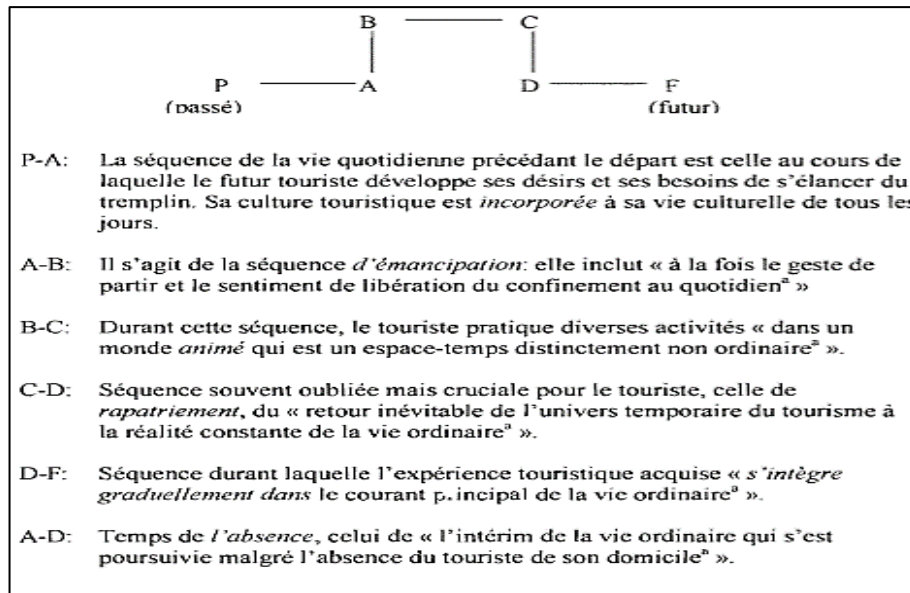 B C
P A D F
(passé) (futur)
P-A: La séquence de la vie quotidienne précédant le départ est celle au cours de
laquelle le futur touriste développe ses désirs et ses besoins de s'élancer du
tremplin. Sa culture touristique est incorporée à sa vie culturelle de tous les
jours.
A-B: Il s'agit de la séquence d'émancipation: elle inclut « à la fois le geste de
partir et le sentiment de libération du confinement au quotidienᵃ »
B-C: Durant cette séquence, le touriste pratique diverses activités « dans un
monde animé qui est un espace-temps distinctement non ordinaireᵃ ».
C-D: Séquence souvent oubliée mais cruciale pour le touriste, celle de
rapatriement, du « retour inévitable de l'univers temporaire du tourisme à
la réalité constante de la vie ordinaireᵃ ».
D-F: Séquence durant laquelle l'expérience touristique acquise « s'intègre
graduellement dans le courant p.incipal de la vie ordinaireᵃ ».
A-D: Temps de l'absence, celui de « l'intérim de la vie ordinaire qui s'est
poursuivie malgré l'absence du touriste de son domicileᵃ ».